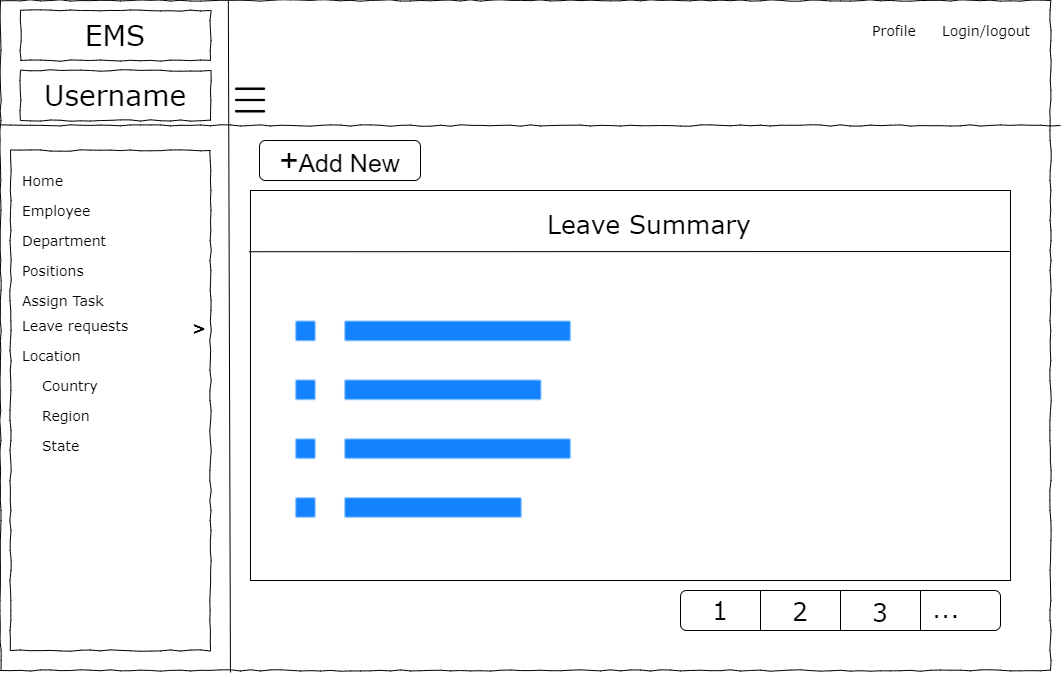 EMS
Username
Profile
Login/logout
+Add New
Home
Employee
Department
Positions
Assign Task
Leave requests >
Location
Country
Region
State
Leave Summary
1 2 3 ...